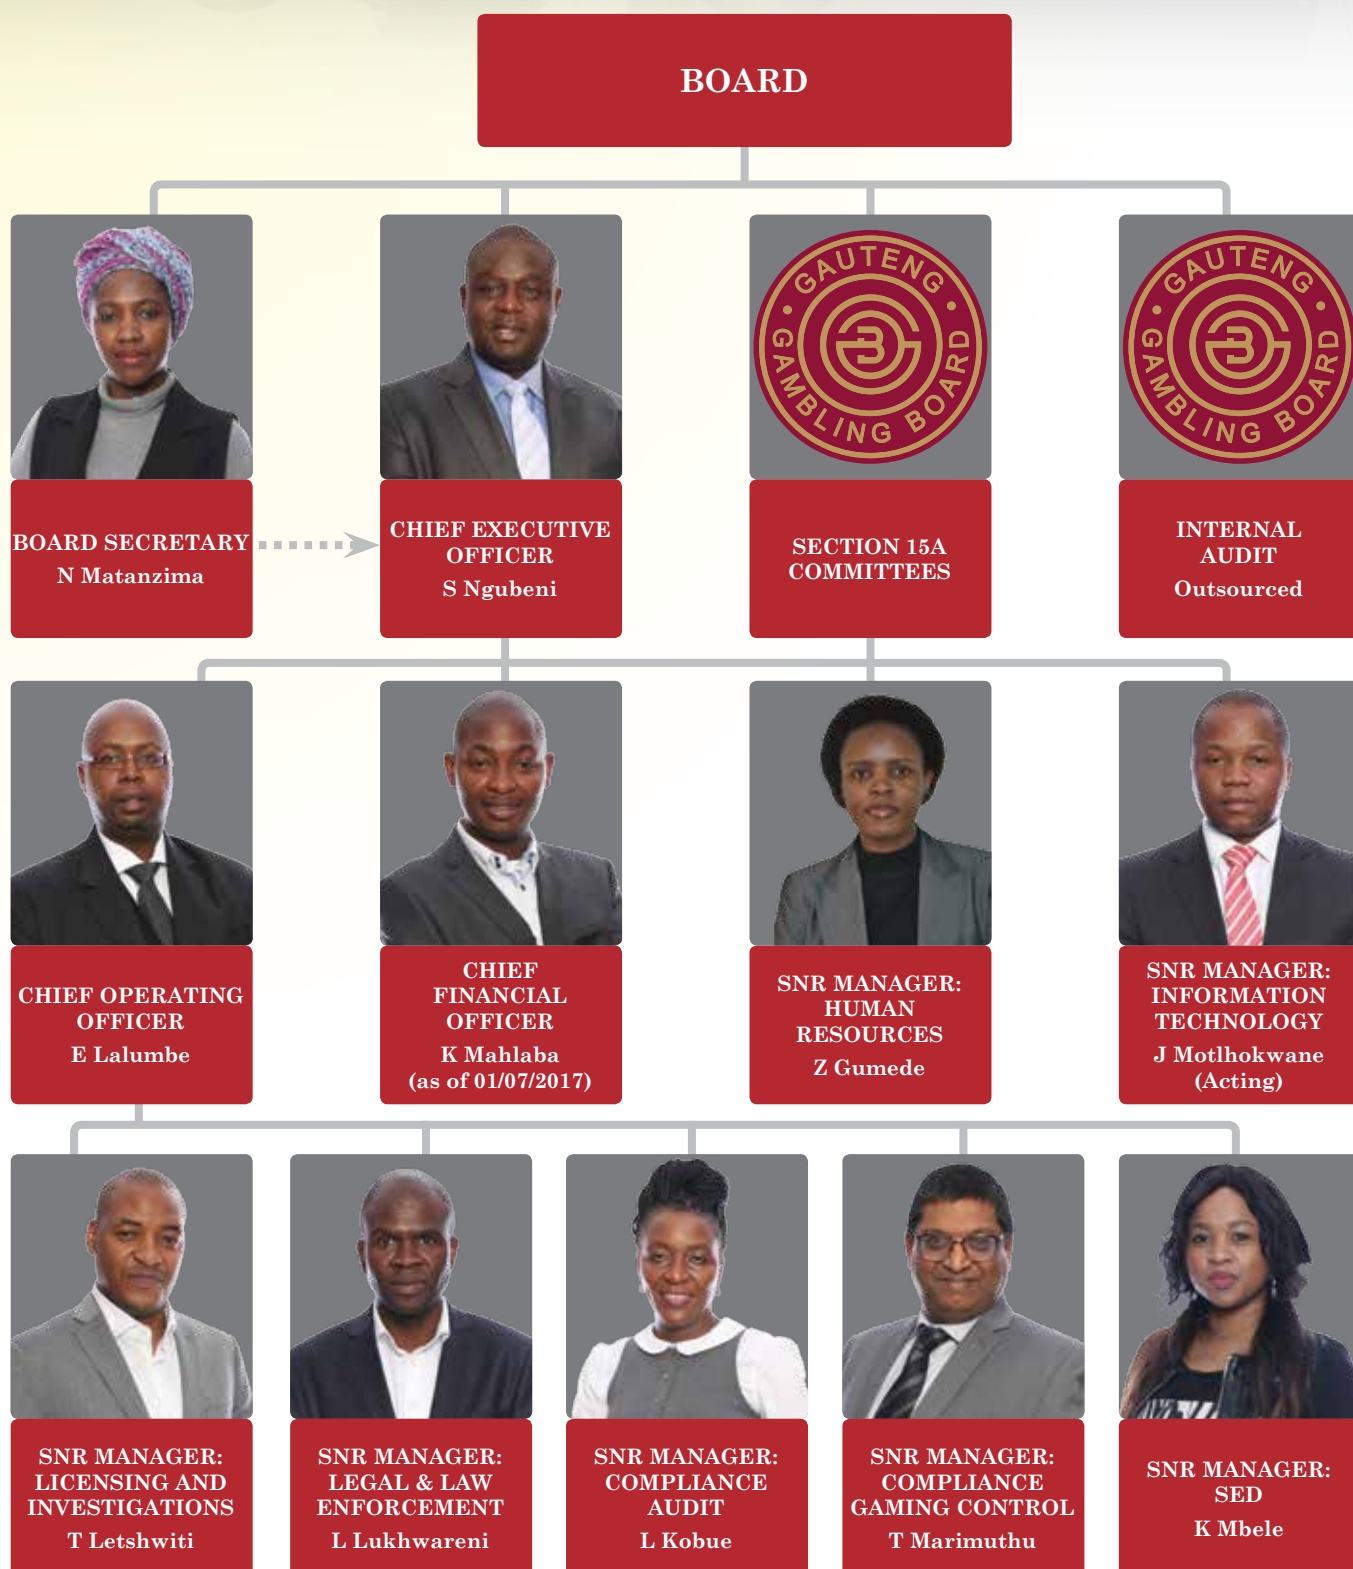 BOARD
GAUTENG
GAMBLING BOARD
GAUTENG
GAMBLING BOARD
BOARD SECRETARY
N Matanzima
CHIEF EXECUTIVE
OFFICER
S Ngubeni
SECTION 15A
COMMITTEES
INTERNAL
AUDIT
Outsourced
CHIEF OPERATING
OFFICER
E Lalumbe
CHIEF
FINANCIAL
OFFICER
K Mahlaba
(as of 01/07/2017)
SNR MANAGER:
HUMAN
RESOURCES
Z Gumede
SNR MANAGER:
INFORMATION
TECHNOLOGY
J Motlhokwane
(Acting)
SNR MANAGER:
LICENSING AND
INVESTIGATIONS
T Letshwiti
SNR MANAGER:
LEGAL & LAW
ENFORCEMENT
L Lukhwareni
SNR MANAGER:
COMPLIANCE
AUDIT
L Kobue
SNR MANAGER:
COMPLIANCE
GAMING CONTROL
T Marimuthu
SNR MANAGER:
SED
K Mbele